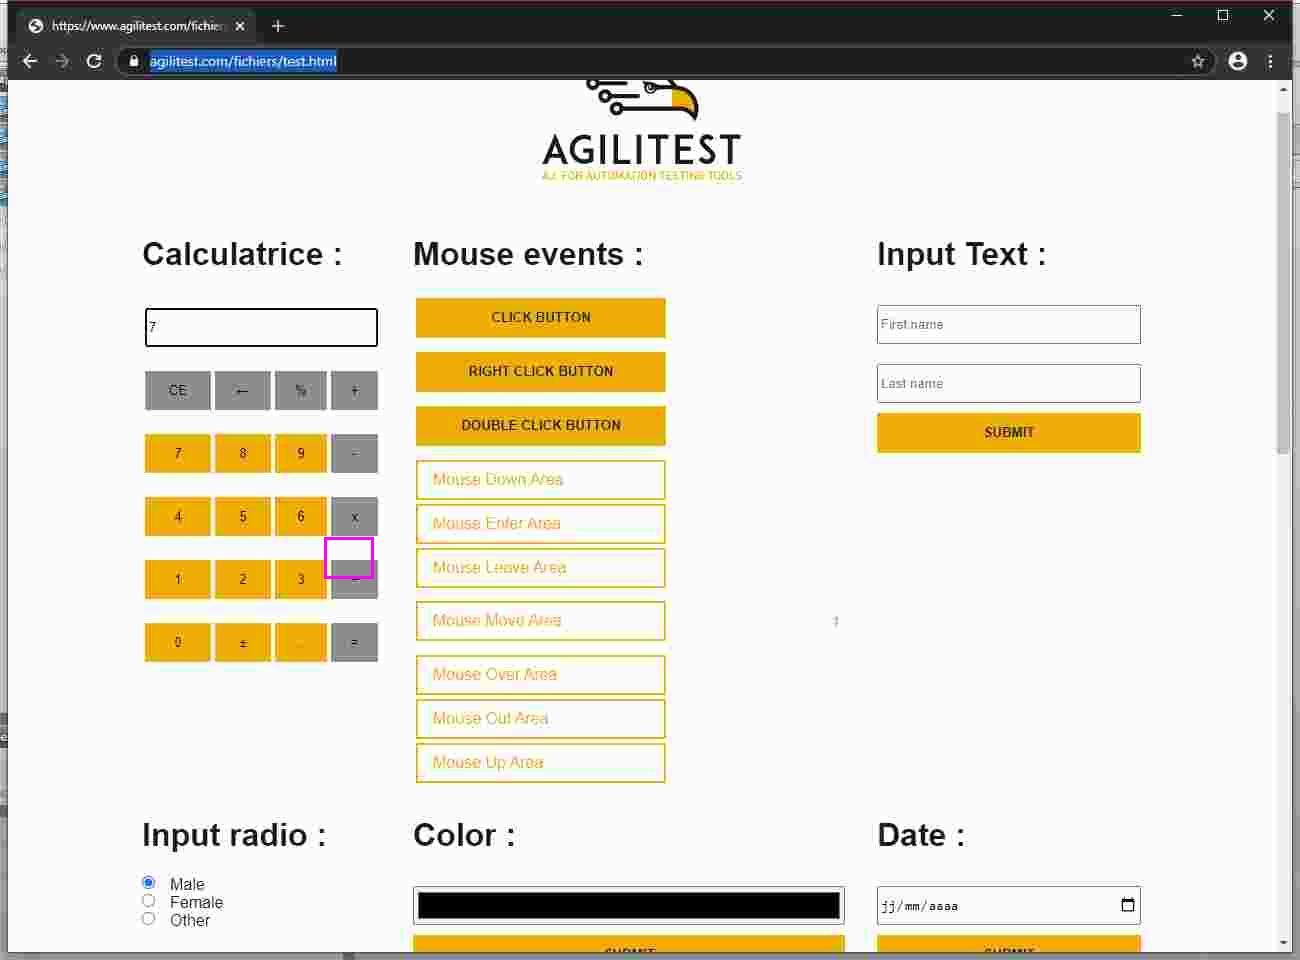 https://www.agilitest.com/fichier
agilitest.com/fichiers/test.html
AGILITEST
A.I. FOR AUTOMATION TESTING TOOLS
Calculatrice :
Mouse events :
Input Text :
7
CLICK BUTTON
First name
CE ← % +
RIGHT CLICK BUTTON
Last name
DOUBLE CLICK BUTTON
SUBMIT
7 8 9 -
Mouse Down Area
4 5 6 x
Mouse Enter Area
Mouse Leave Area
1 2 3
Mouse Move Area
0 ± . =
Mouse Over Area
Mouse Out Area
Mouse Up Area
Input radio :
Color :
Date :
Male
Female
Other
jj/mm/aaaa
SUBMIT
SUBMIT